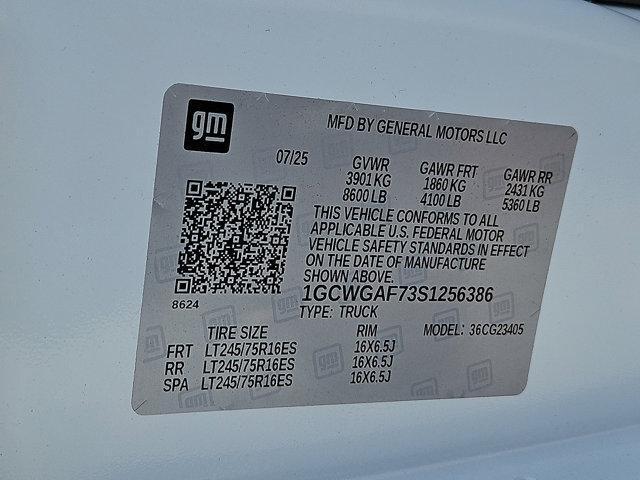 gm
MFD BY GENERAL MOTORS LLC
07/25
GVWR
3901 KG
8600 LB
GAWR FRT
1860 KG
4100 LB
GAWR RR
2431 KG
5360 LB
THIS VEHICLE CONFORMS TO ALL
APPLICABLE U.S. FEDERAL MOTOR
VEHICLE SAFETY STANDARDS IN EFFECT
ON THE DATE OF MANUFACTURE
SHOWN ABOVE.
8624
1GCWGAF73S1256386
TYPE: TRUCK
TIRE SIZE RIM MODEL: 36CG23405
FRT LT245/75R16ES 16X6.5J
RR LT245/75R16ES 16X6.5J
SPA LT245/75R16ES 16X6.5J